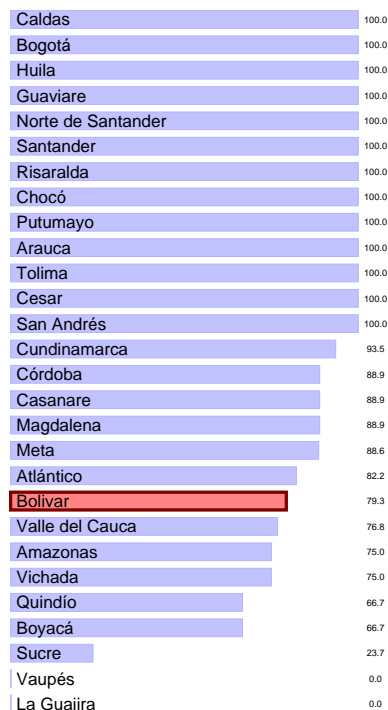 Caldas 100.0
Bogotá 100.0
Huila 100.0
Guaviare 100.0
Norte de Santander 100.0
Santander 100.0
Risaralda 100.0
Chocó 100.0
Putumayo 100.0
Arauca 100.0
Tolima 100.0
Cesar 100.0
San Andrés 100.0
Cundinamarca 93.5
Córdoba 88.9
Casanare 88.9
Magdalena 88.9
Meta 88.6
Atlántico 82.2
Bolivar 79.3
Valle del Cauca 76.8
Amazonas 75.0
Vichada 75.0
Quindío 66.7
Boyacá 66.7
Sucre 23.7
Vaupés 0.0
La Guajira 0.0